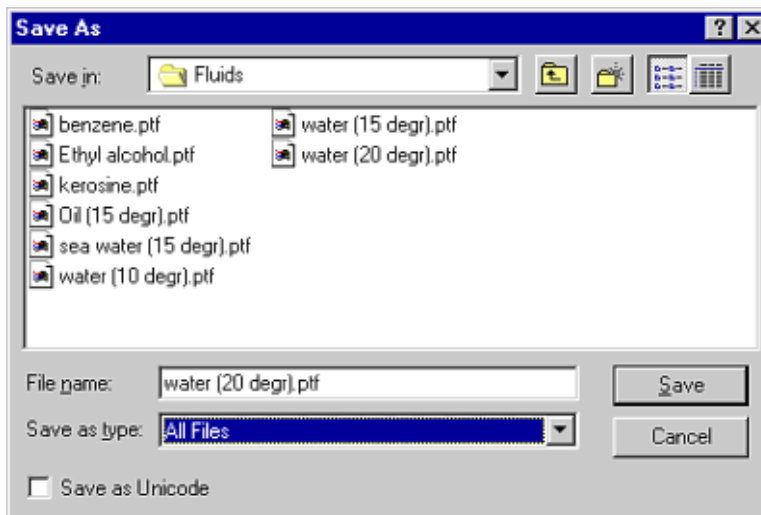 Save As
Save in: Fluids
benzene.ptf
Ethyl alcohol.ptf
kerosine.ptf
Oil (15 degr).ptf
sea water (15 degr).ptf
water (10 degr).ptf
water (15 degr).ptf
water (20 degr).ptf
File name: water (20 degr).ptf Save
Save as type: All Files Cancel
Save as Unicode